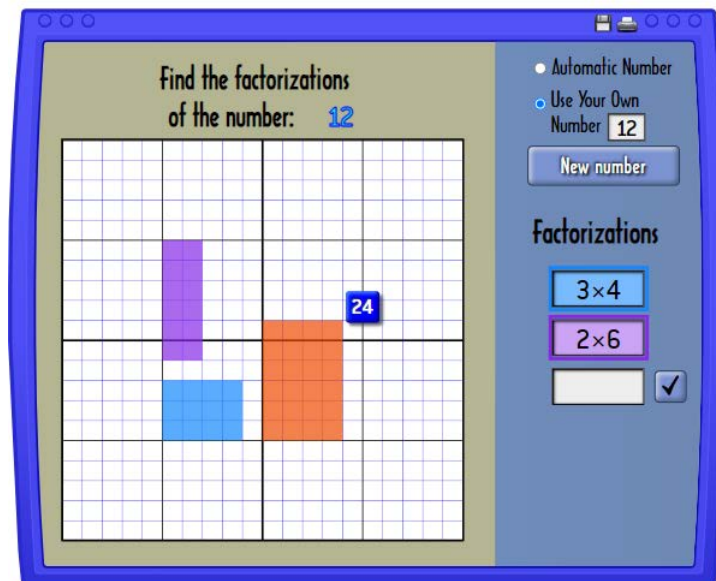 Find the factorizations
of the number: 12
24
Automatic Number
Use Your Own
Number 12
New number
Factorizations
3×4
2×6